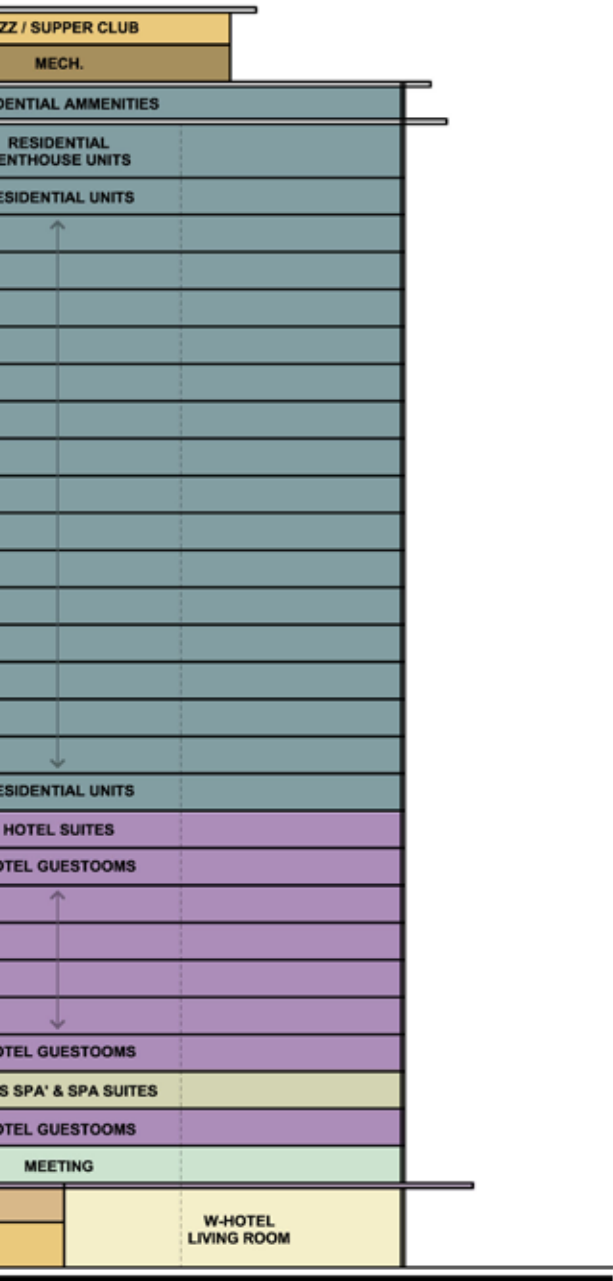 ZZ / SUPPER CLUB
MECH.
DENTIAL AMMENITIES
RESIDENTIAL
ENTHOUSE UNITS
ESIDENTIAL UNITS
ESIDENTIAL UNITS
HOTEL SUITES
OTEL GUESTOOMS
OTEL GUESTOOMS
S SPA' & SPA SUITES
OTEL GUESTOOMS
MEETING
W-HOTEL
LIVING ROOM